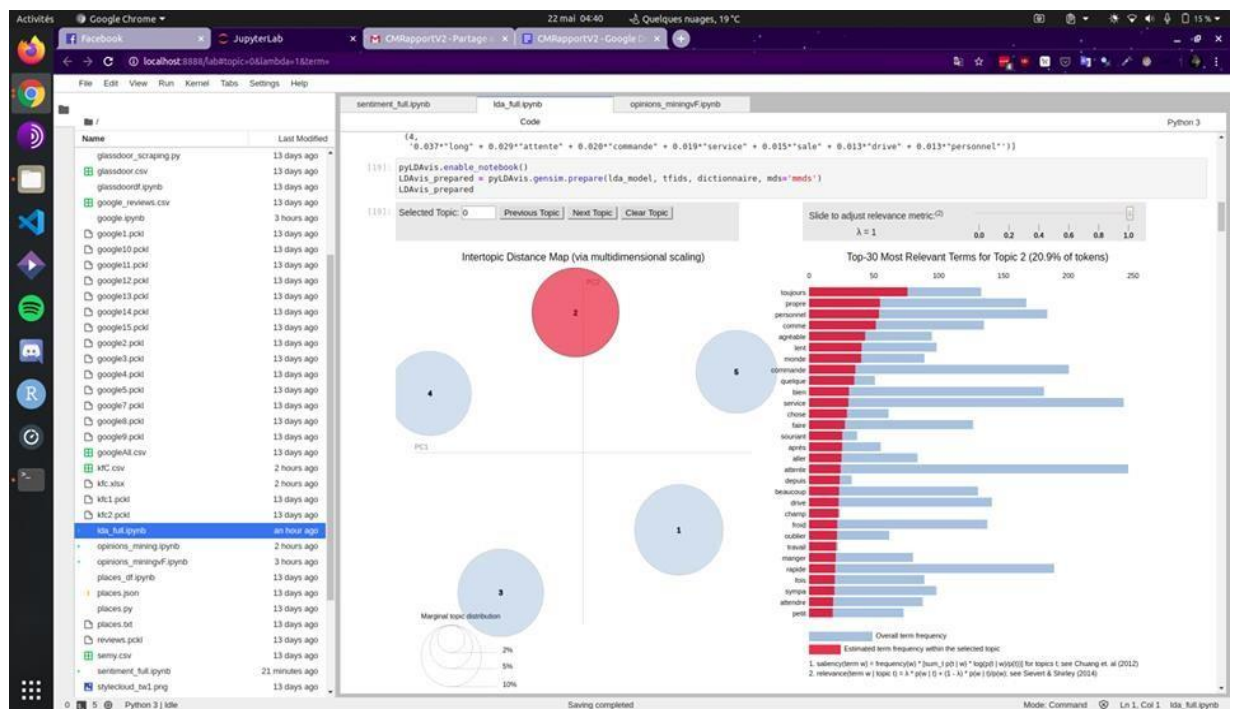 Activités
Google Chrome
22 mai 04:40
Quelques nuages, 19 °C
15 %
Facebook
JupyterLab
CMRapportV2 - Partage
CMRapportV2 - Google
localhost:8888/lab#topic=0&lambda=1&term=
File Edit View Run Kernel Tabs Settings Help
sentiment_full.ipynb
lda_full.ipynb
opinions_miningvF.ipynb
Code
Python 3
/
Name Last Modified
glassdoor_scraping.py 13 days ago
glassdoor.csv 13 days ago
glassdoordf.ipynb 13 days ago
google_reviews.csv 13 days ago
google.ipynb 3 hours ago
google1.pckl 13 days ago
google10.pckl 13 days ago
google11.pckl 13 days ago
google12.pckl 13 days ago
google13.pckl 13 days ago
google14.pckl 13 days ago
google15.pckl 13 days ago
google2.pckl 13 days ago
google3.pckl 13 days ago
google4.pckl 13 days ago
google5.pckl 13 days ago
google7.pckl 13 days ago
google8.pckl 13 days ago
google9.pckl 13 days ago
googleAll.csv 13 days ago
kfC.csv 2 hours ago
kfc.xlsx 2 hours ago
kfc1.pckl 13 days ago
kfc2.pckl 13 days ago
lda_full.ipynb an hour ago
opinions_mining.ipynb 2 hours ago
opinions_miningvF.ipynb 3 hours ago
places_df.ipynb 13 days ago
places.json 13 days ago
places.py 13 days ago
places.txt 13 days ago
reviews.pckl 13 days ago
semy.csv 13 days ago
sentiment_full.ipynb 21 minutes ago
stylecloud_tw1.png 13 days ago
(4,
'0.037*"long" + 0.029*"attente" + 0.020*"commande" + 0.019*"service" + 0.015*"sale" + 0.013*"drive" + 0.013*"personnel"')]
[19]: pyLDAvis.enable_notebook()
LDAvis_prepared = pyLDAvis.gensim.prepare(lda_model, tfids, dictionnaire, mds='mmds')
LDAvis_prepared
[19]: Selected Topic: 0 Previous Topic Next Topic Clear Topic
Slide to adjust relevance metric:(2)
λ = 1
0.0 0.2 0.4 0.6 0.8 1.0
Intertopic Distance Map (via multidimensional scaling)
PC2
2
5
4
PC1
1
3
Marginal topic distribution
2%
5%
10%
Top-30 Most Relevant Terms for Topic 2 (20.9% of tokens)
0 50 100 150 200 250
toujours
propre
personnel
comme
agréable
lent
monde
commande
quelque
bien
service
chose
faire
souriant
après
aller
attente
depuis
beaucoup
drive
champ
froid
oublier
travail
manger
rapide
fois
sympa
attendre
petit
Overall term frequency
Estimated term frequency within the selected topic
1. saliency(term w) = frequency(w) * [sum_t p(t | w) * log(p(t | w)/p(t))] for topics t; see Chuang et. al (2012)
2. relevance(term w | topic t) = λ * p(w | t) + (1 - λ) * p(w | t)/p(w); see Sievert & Shirley (2014)
0 5 Python 3 | Idle
Saving completed
Mode: Command
Ln 1, Col 1
lda_full.ipynb